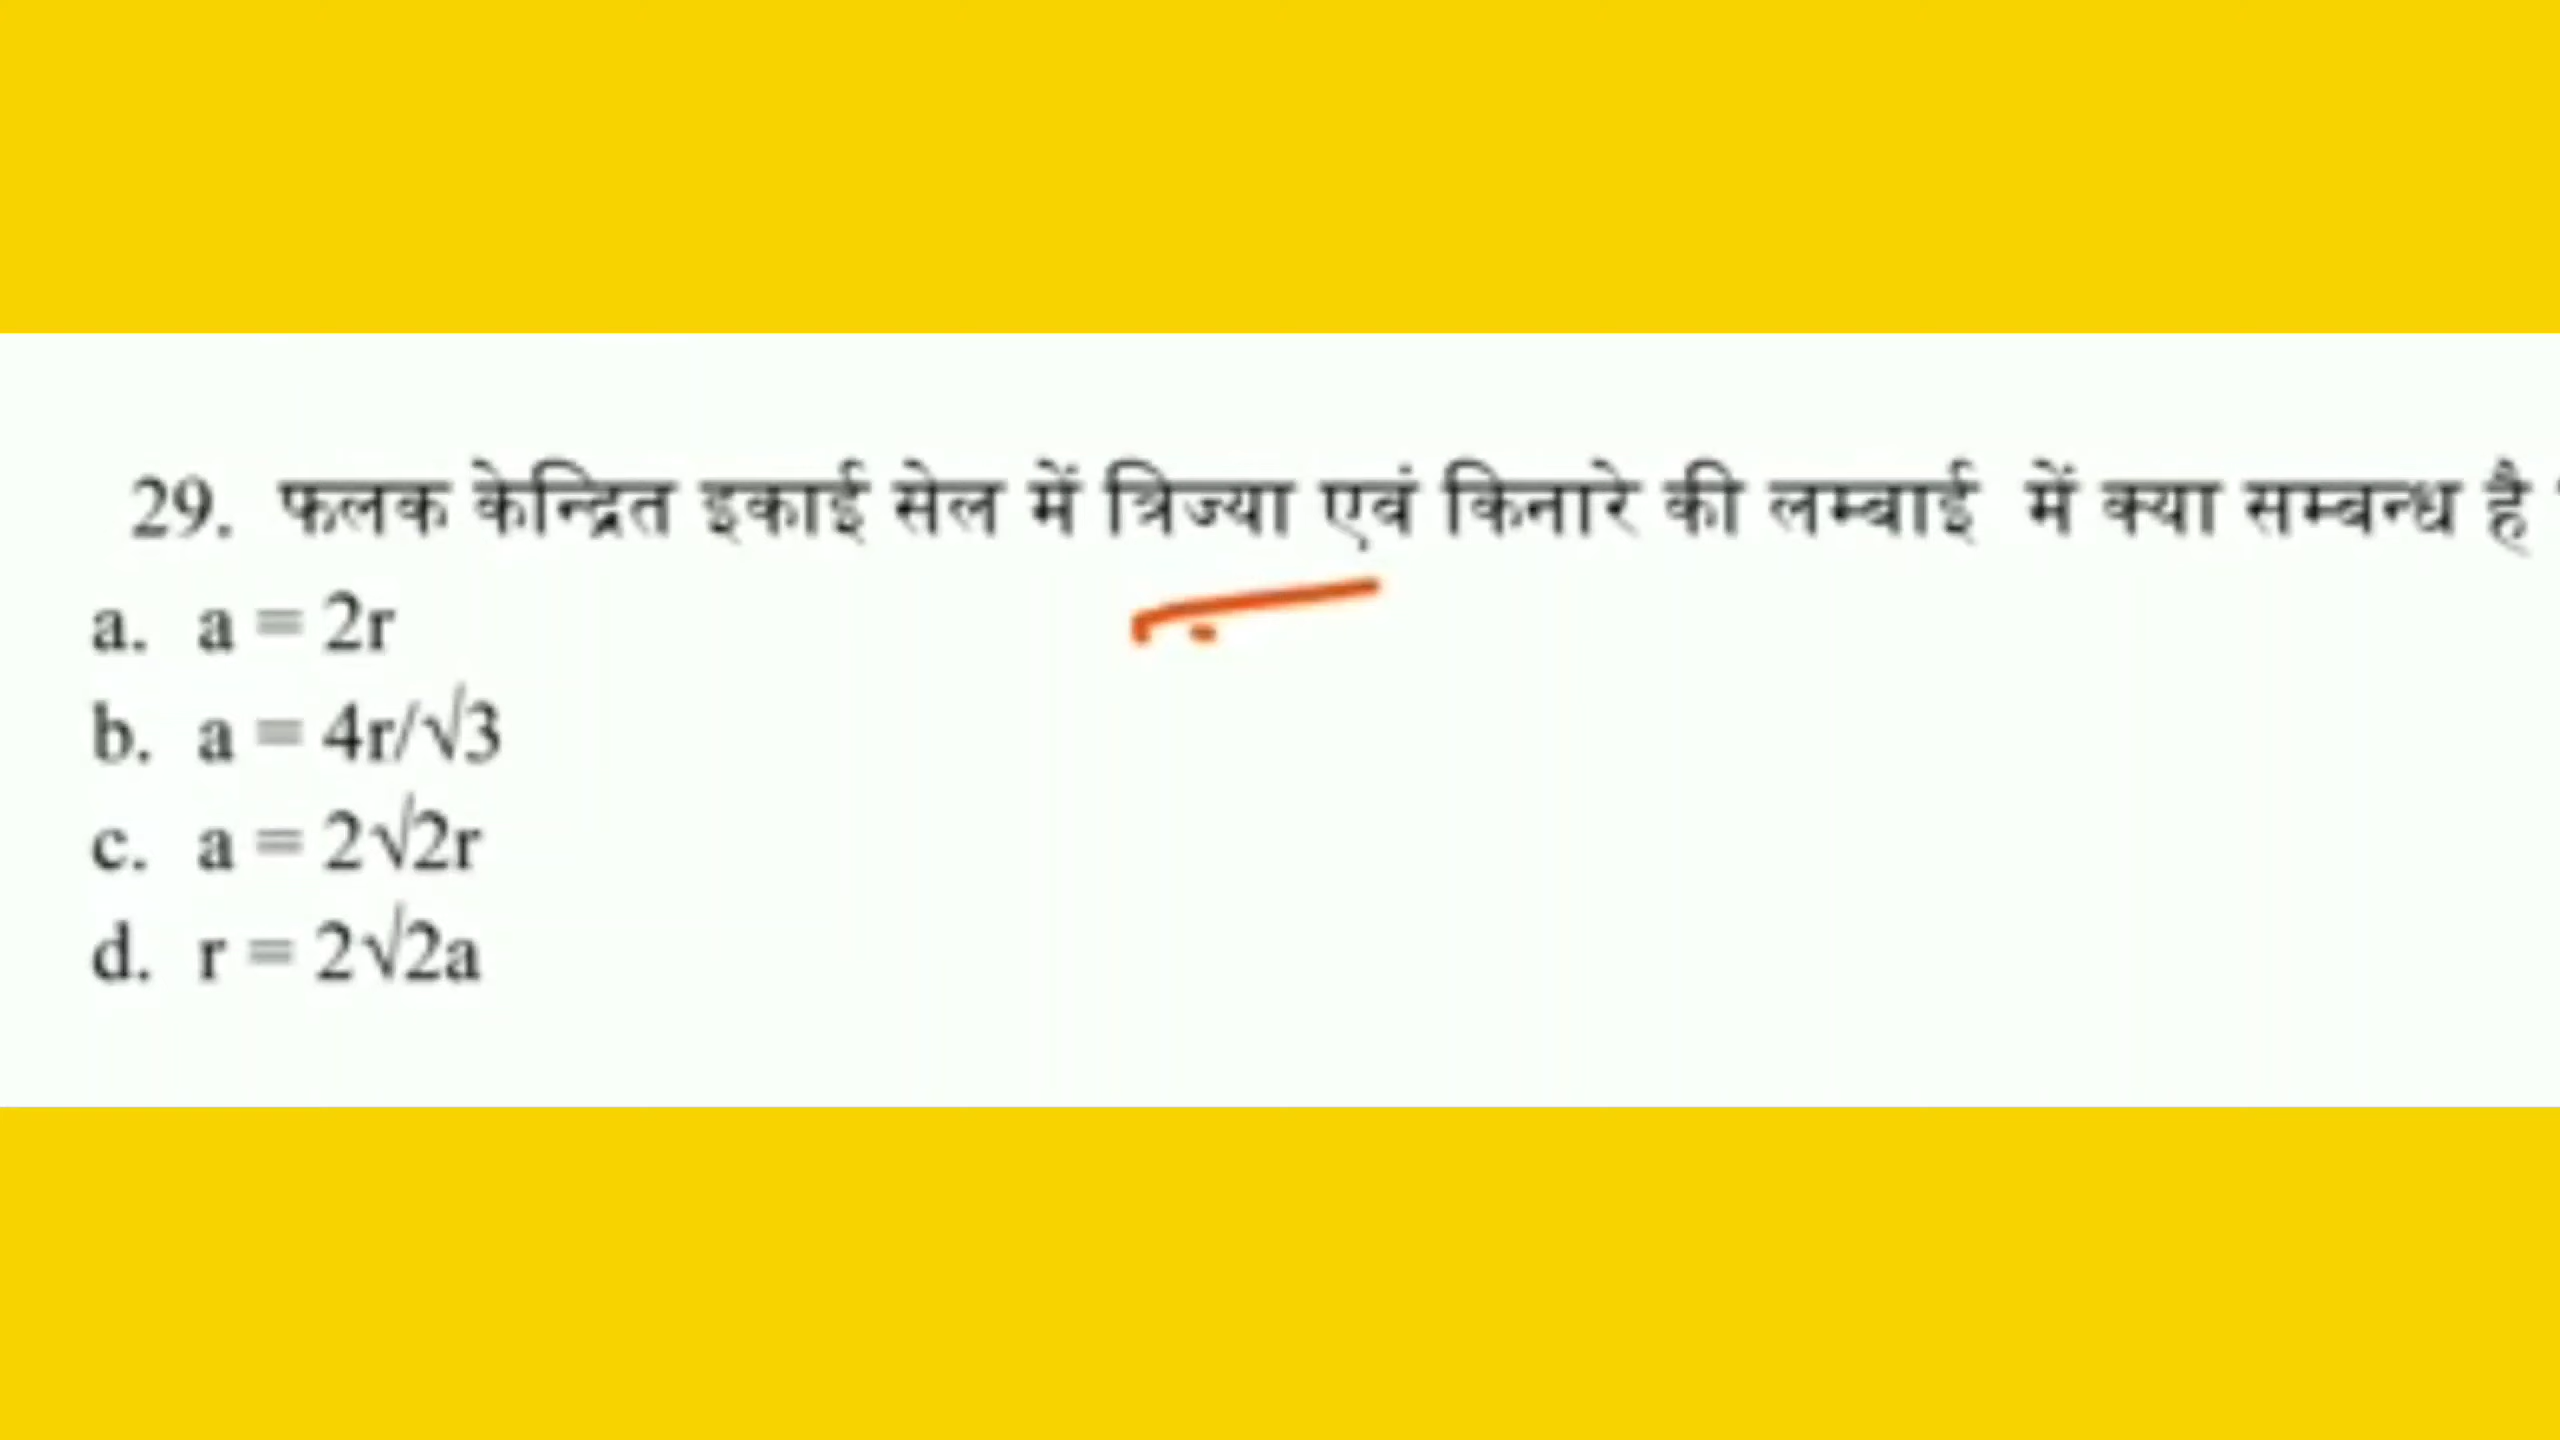 29. फलक केन्द्रित इकाई सेल में त्रिज्या एवं किनारे की लम्बाई में क्या सम्बन्ध है
a. a = 2r
b. a = 4r/√3
c. a = 2√2r
d. r = 2√2a